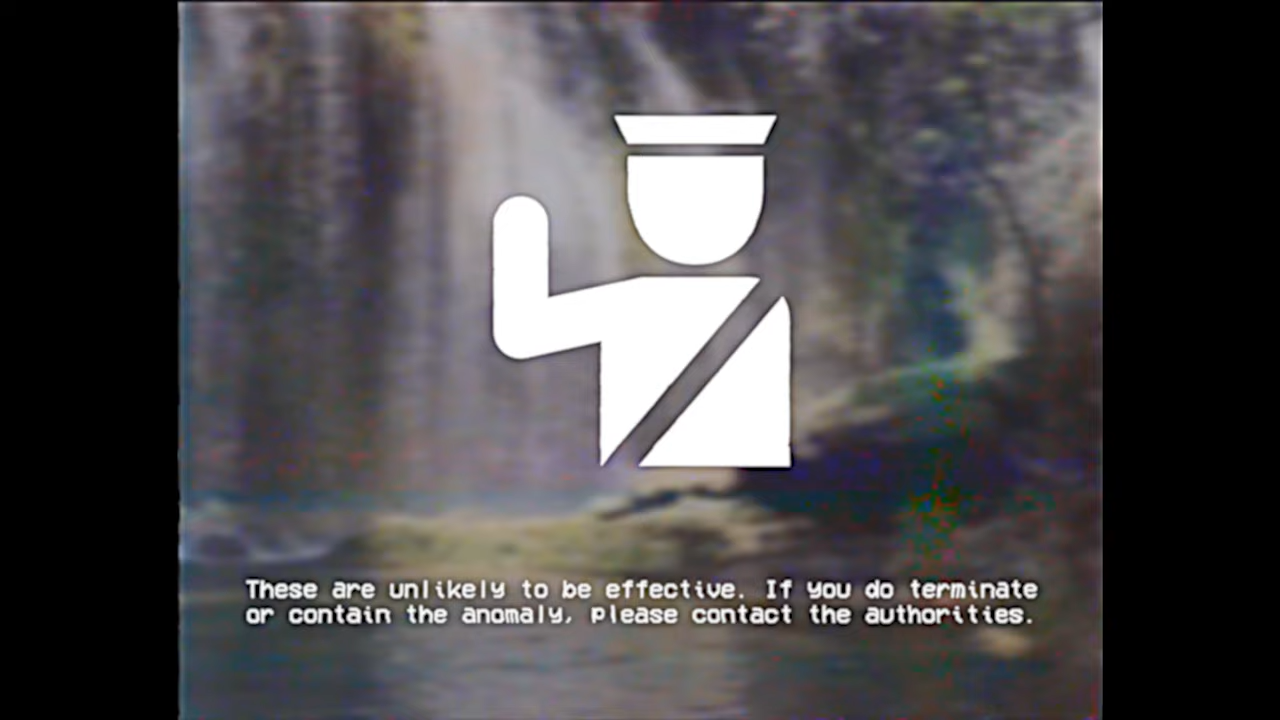 These are unlikely to be effective. If you do terminate
or contain the anomaly, please contact the authorities.